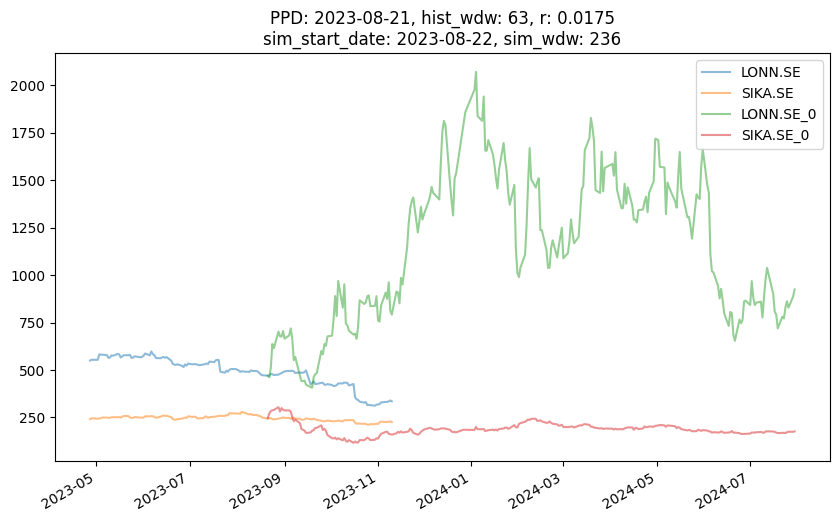 PPD: 2023-08-21, hist_wdw: 63, r: 0.0175
sim_start_date: 2023-08-22, sim_wdw: 236
LONN.SE
SIKA.SE
LONN.SE_0
SIKA.SE_0
2000
1750
1500
1250
1000
750
500
250
2023-05
2023-07
2023-09
2023-11
2024-01
2024-03
2024-05
2024-07